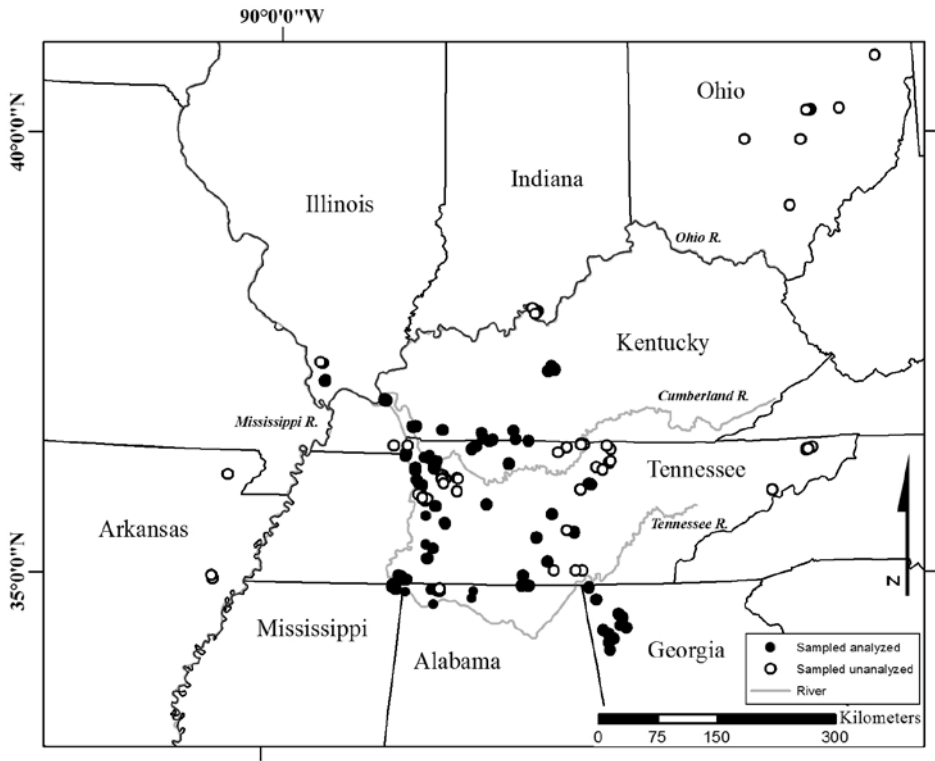 90°0'0"W
40°0'0"N
Ohio
Illinois
Indiana
Ohio R.
Kentucky
Cumberland R.
Mississippi R.
Tennessee
Arkansas
Tennessee R.
35°0'0"N
N
Mississippi
Alabama
Georgia
Sampled analyzed
Sampled unanalyzed
River
Kilometers
0 75 150 300